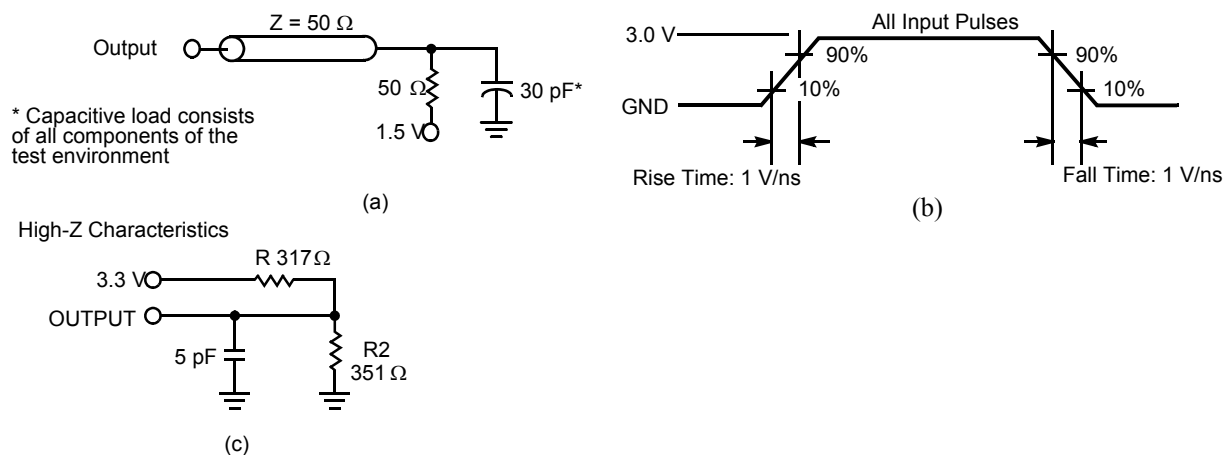 Z = 50 Ω
Output
50 Ω
30 pF*
1.5 V
* Capacitive load consists
of all components of the
test environment
(a)
All Input Pulses
3.0 V
90%
10%
GND
90%
10%
Rise Time: 1 V/ns
Fall Time: 1 V/ns
(b)
High-Z Characteristics
R 317 Ω
3.3 V
OUTPUT
5 pF
R2
351 Ω
(c)